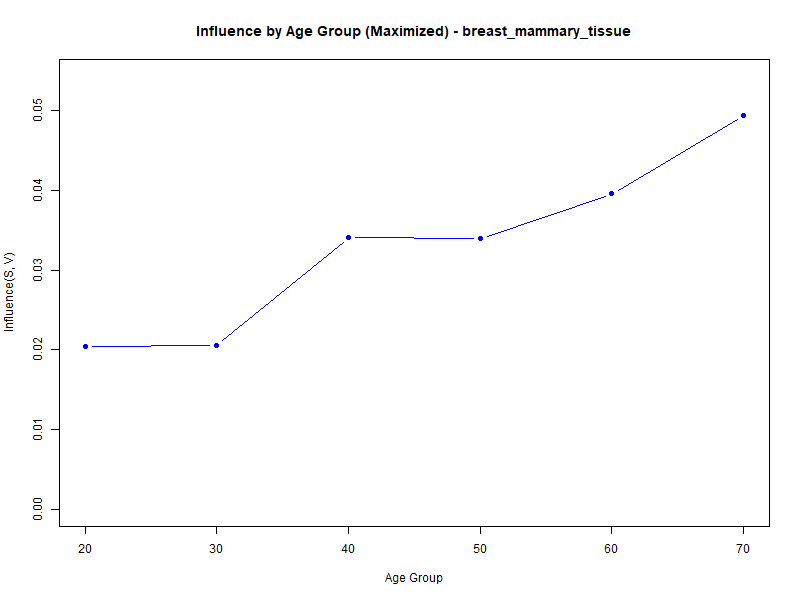 Influence by Age Group (Maximized) - breast_mammary_tissue
Influence(S, V)
0.05
0.04
0.03
0.02
0.01
0.00
20 30 40 50 60 70
Age Group